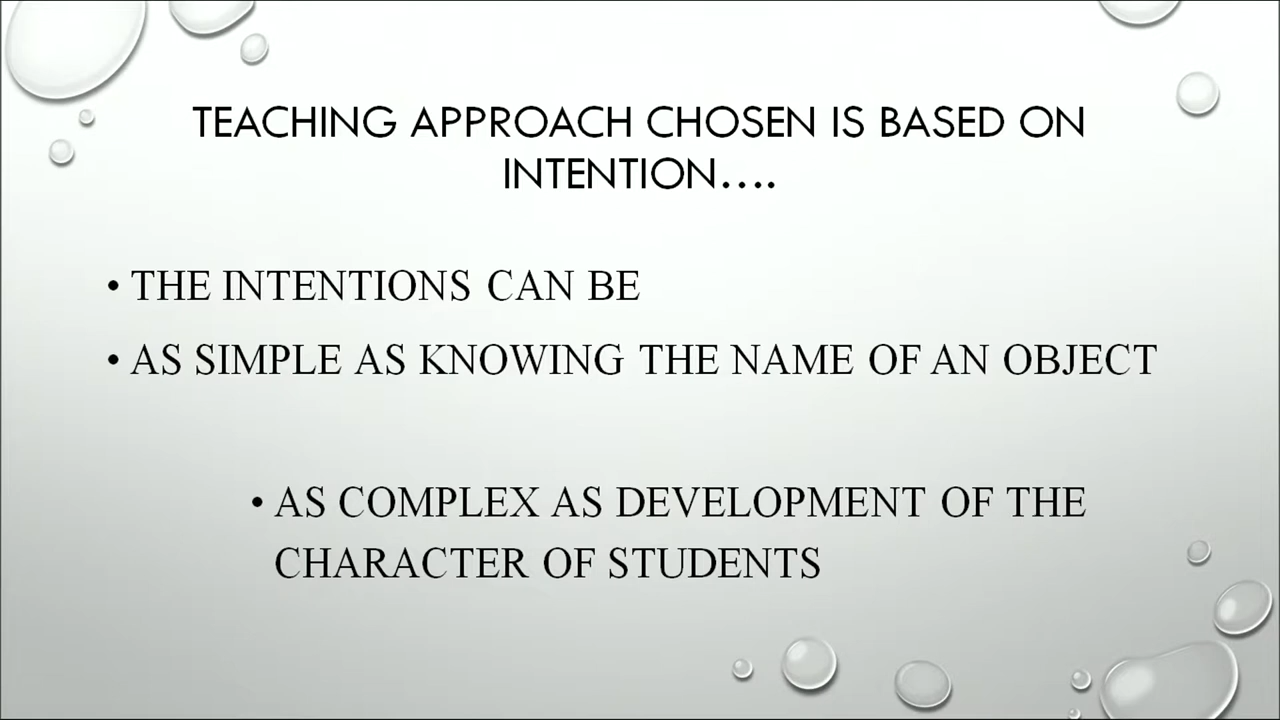 TEACHING APPROACH CHOSEN IS BASED ON
INTENTION....
• THE INTENTIONS CAN BE
• AS SIMPLE AS KNOWING THE NAME OF AN OBJECT
• AS COMPLEX AS DEVELOPMENT OF THE
CHARACTER OF STUDENTS